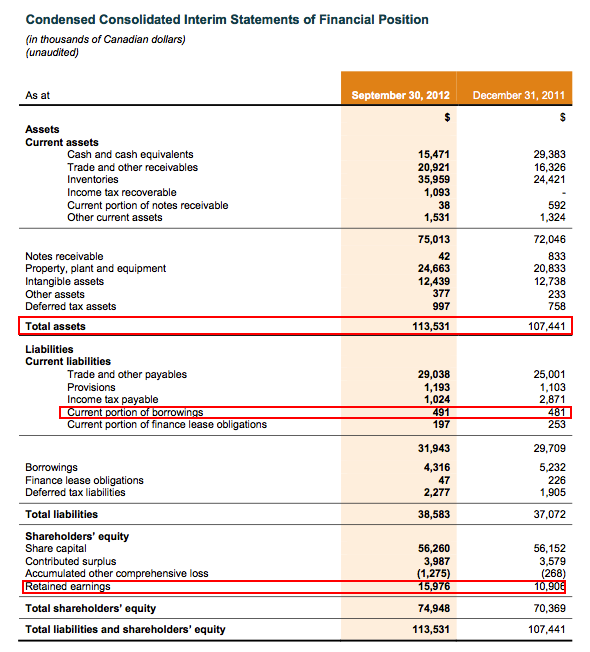 Condensed Consolidated Interim Statements of Financial Position
(in thousands of Canadian dollars)
(unaudited)
As at September 30, 2012 December 31, 2011
$ $
Assets
Current assets
Cash and cash equivalents 15,471 29,383
Trade and other receivables 20,921 16,326
Inventories 35,959 24,421
Income tax recoverable 1,093 -
Current portion of notes receivable 38 592
Other current assets 1,531 1,324
75,013 72,046
Notes receivable 42 833
Property, plant and equipment 24,663 20,833
Intangible assets 12,439 12,738
Other assets 377 233
Deferred tax assets 997 758
Total assets 113,531 107,441
Liabilities
Current liabilities
Trade and other payables 29,038 25,001
Provisions 1,193 1,103
Income tax payable 1,024 2,871
Current portion of borrowings 491 481
Current portion of finance lease obligations 197 253
31,943 29,709
Borrowings 4,316 5,232
Finance lease obligations 47 226
Deferred tax liabilities 2,277 1,905
Total liabilities 38,583 37,072
Shareholders' equity
Share capital 56,260 56,152
Contributed surplus 3,987 3,579
Accumulated other comprehensive loss (1,275) (268)
Retained earnings 15,976 10,906
Total shareholders' equity 74,948 70,369
Total liabilities and shareholders' equity 113,531 107,441